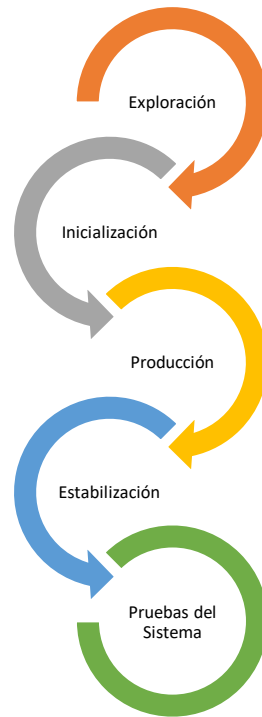 Exploración
Inicialización
Producción
Estabilización
Pruebas del
Sistema